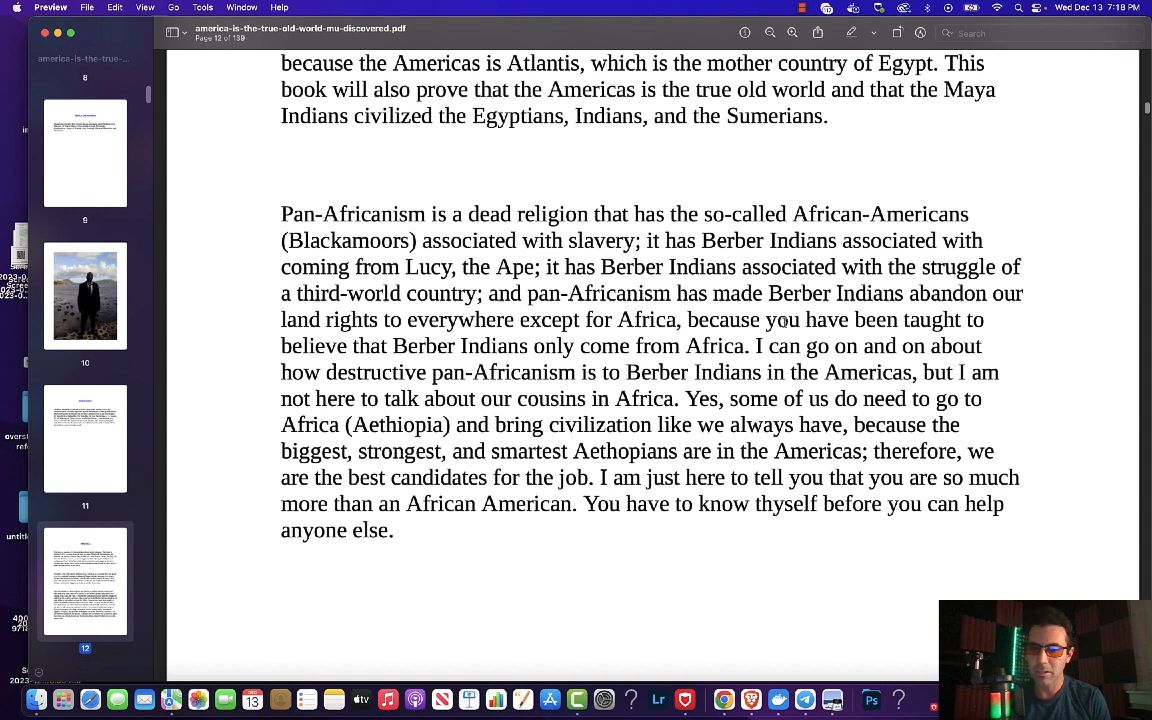 Preview File Edit View Go Tools Window Help Wed Dec 13 7:18 PM
america-is-the-true-old-world-mu-discovered.pdf
Page 12 of 139
Search
america-is-the-true-...
8
9
10
11
12
because the Americas is Atlantis, which is the mother country of Egypt. This
book will also prove that the Americas is the true old world and that the Maya
Indians civilized the Egyptians, Indians, and the Sumerians.
Pan-Africanism is a dead religion that has the so-called African-Americans
(Blackamoors) associated with slavery; it has Berber Indians associated with
coming from Lucy, the Ape; it has Berber Indians associated with the struggle of
a third-world country; and pan-Africanism has made Berber Indians abandon our
land rights to everywhere except for Africa, because you have been taught to
believe that Berber Indians only come from Africa. I can go on and on about
how destructive pan-Africanism is to Berber Indians in the Americas, but I am
not here to talk about our cousins in Africa. Yes, some of us do need to go to
Africa (Aethiopia) and bring civilization like we always have, because the
biggest, strongest, and smartest Aethopians are in the Americas; therefore, we
are the best candidates for the job. I am just here to tell you that you are so much
more than an African American. You have to know thyself before you can help
anyone else.
DEC
13
tv
Lr
Ps